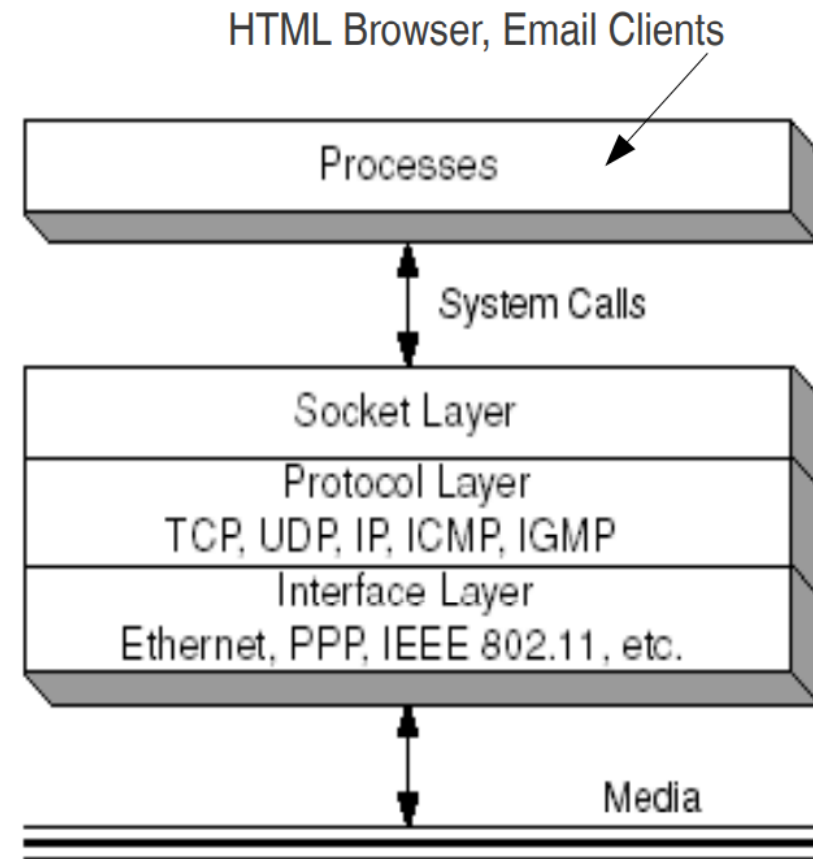 HTML Browser, Email Clients
Processes
System Calls
Socket Layer
Protocol Layer
TCP, UDP, IP, ICMP, IGMP
Interface Layer
Ethernet, PPP, IEEE 802.11, etc.
Media